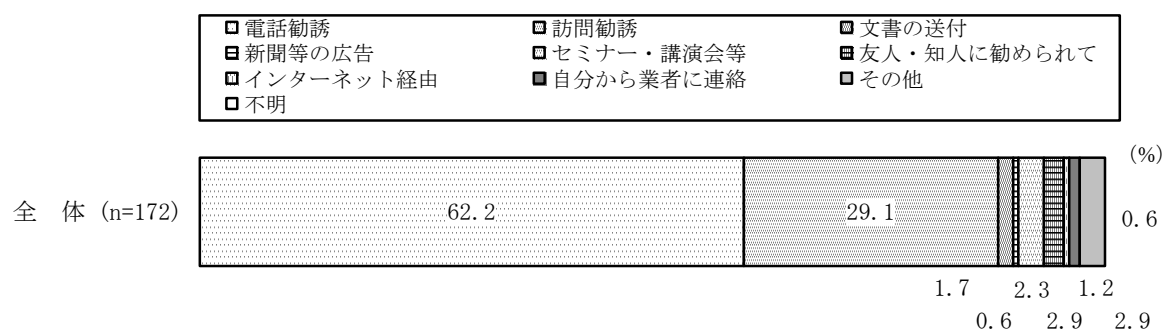 電話勧誘 訪問勧誘 文書の送付
新聞等の広告 セミナー・講演会等 友人・知人に勧められて
インターネット経由 自分から業者に連絡 その他
不明
(%)
全 体 (n=172) 62.2 29.1 0.6
1.7 2.3 1.2
0.6 2.9 2.9